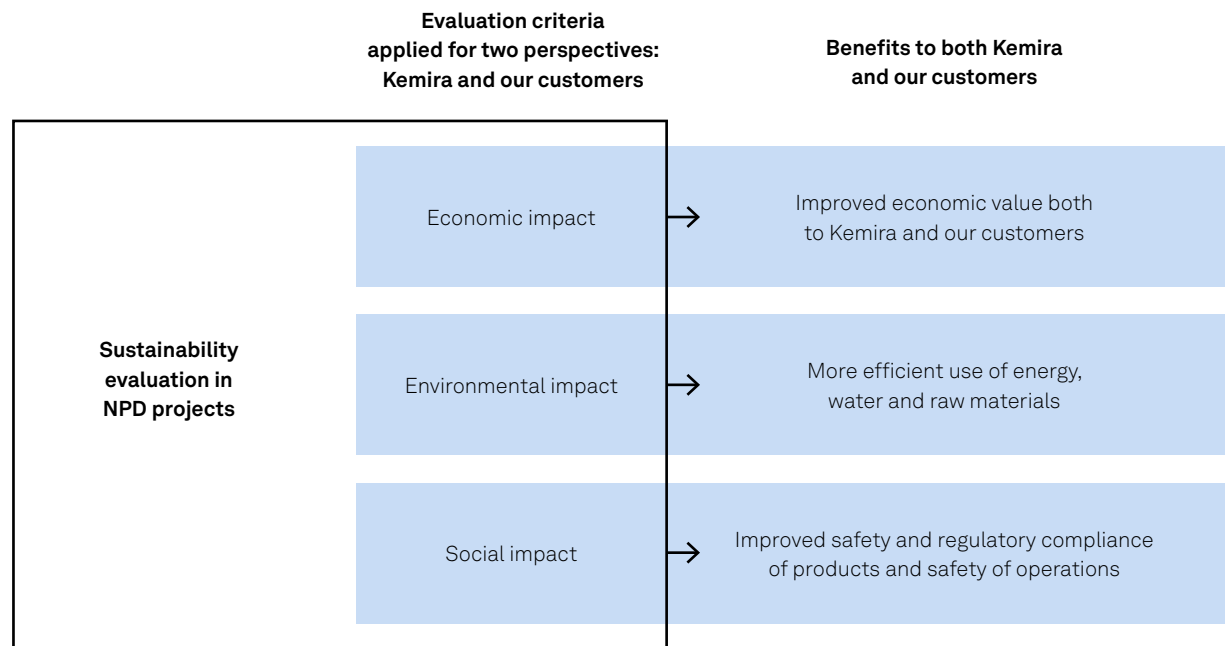 Evaluation criteria
applied for two perspectives:
Kemira and our customers
Benefits to both Kemira
and our customers
Sustainability
evaluation in
NPD projects
Economic impact
Improved economic value both
to Kemira and our customers
Environmental impact
More efficient use of energy,
water and raw materials
Social impact
Improved safety and regulatory compliance
of products and safety of operations